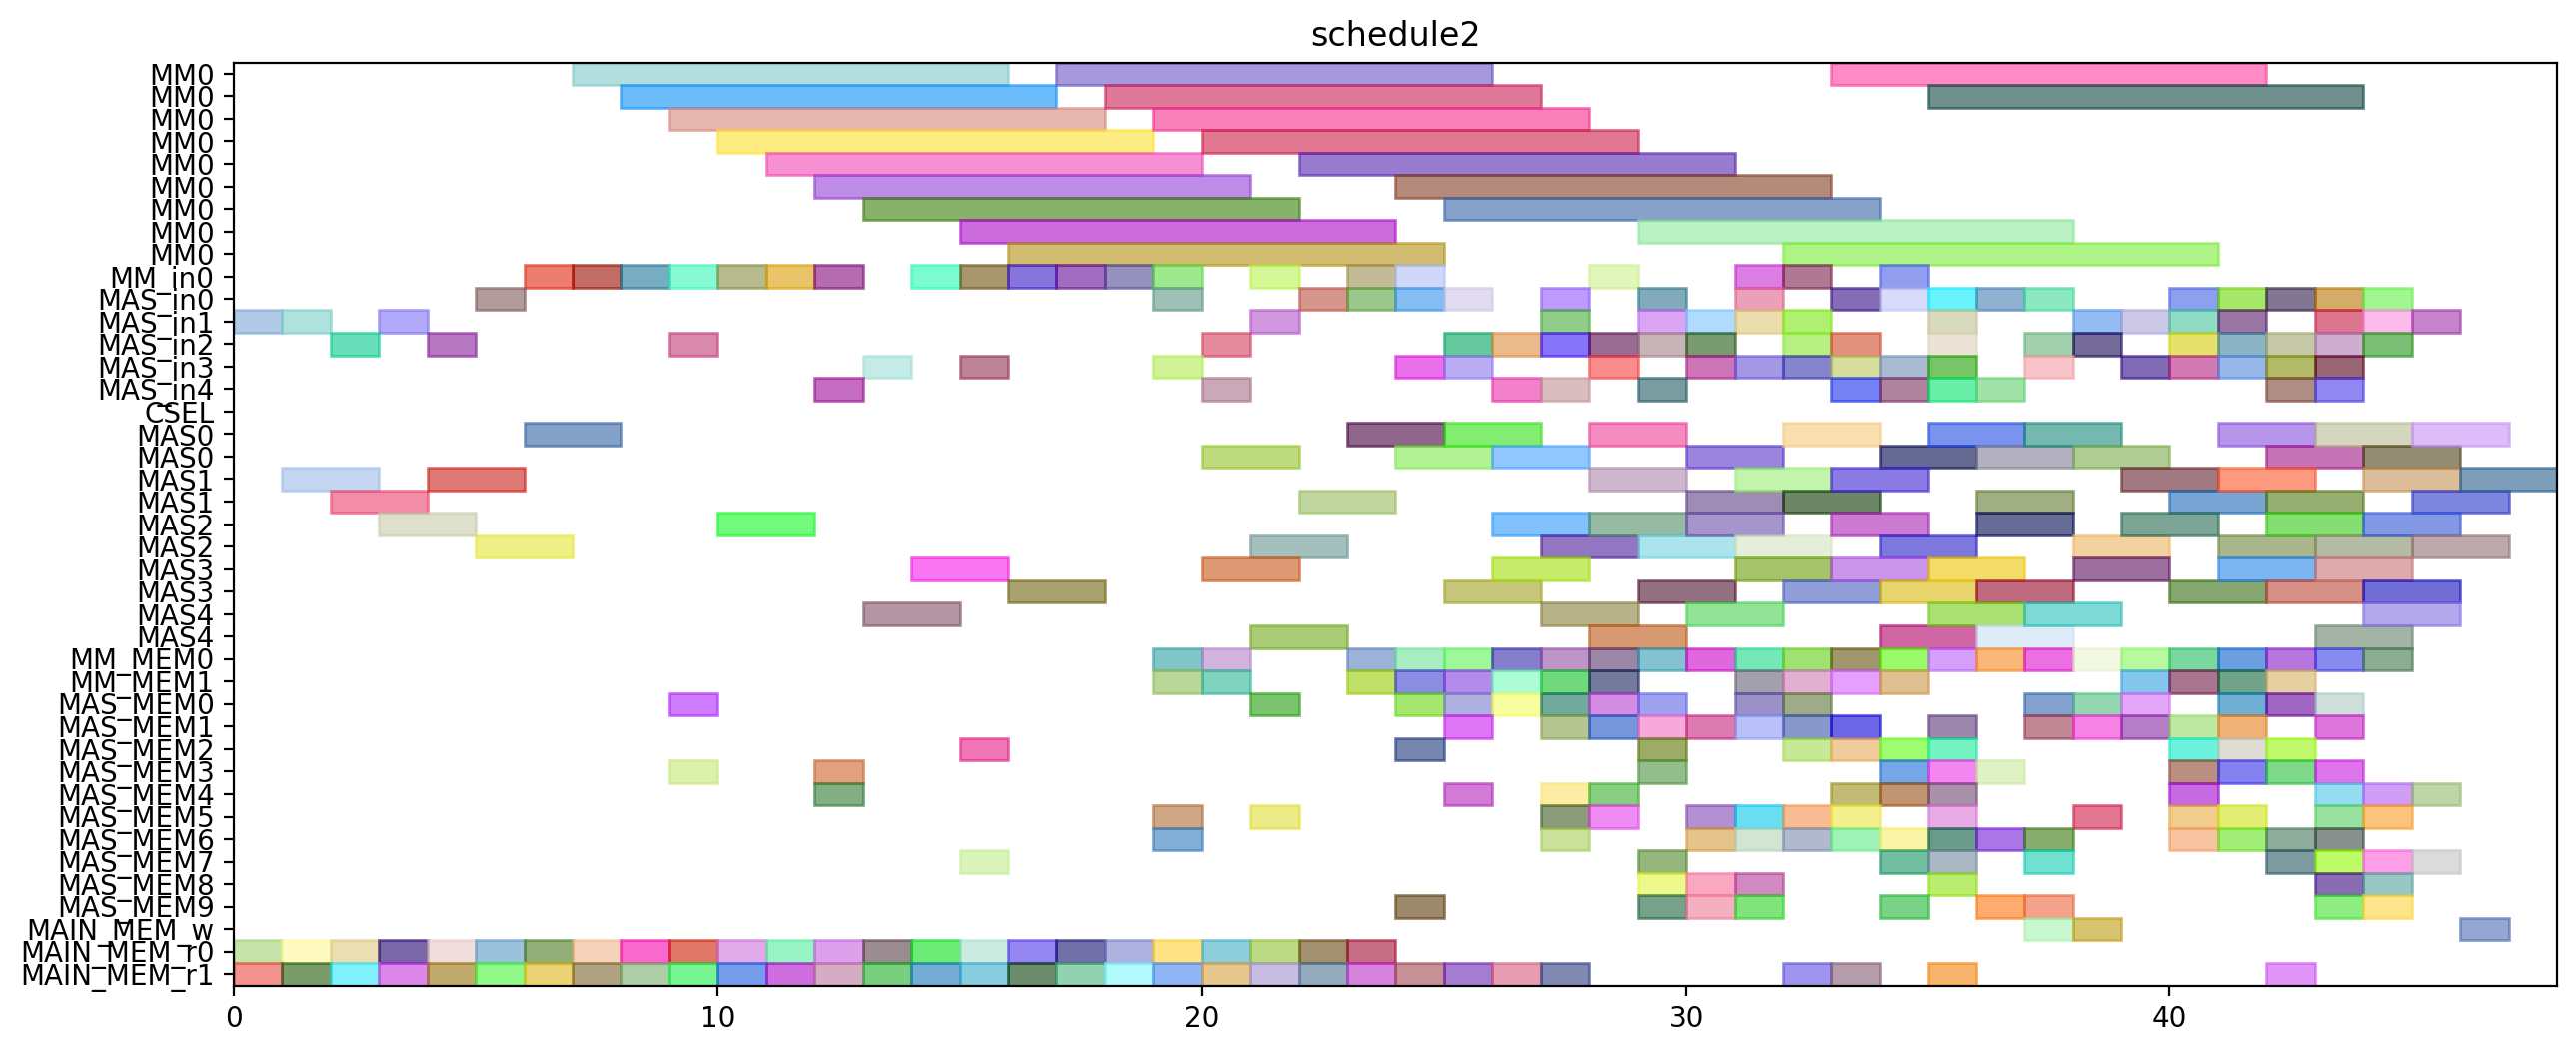 schedule2
MM0
MM0
MM0
MM0
MM0
MM0
MM0
MM0
MM0
MM_in0
MAS_in0
MAS_in1
MAS_in2
MAS_in3
MAS_in4
CSEL
MAS0
MAS0
MAS1
MAS1
MAS2
MAS2
MAS3
MAS3
MAS4
MAS4
MM_MEM0
MM_MEM1
MAS_MEM0
MAS_MEM1
MAS_MEM2
MAS_MEM3
MAS_MEM4
MAS_MEM5
MAS_MEM6
MAS_MEM7
MAS_MEM8
MAS_MEM9
MAIN_MEM_w
MAIN_MEM_r0
MAIN_MEM_r1
0 10 20 30 40